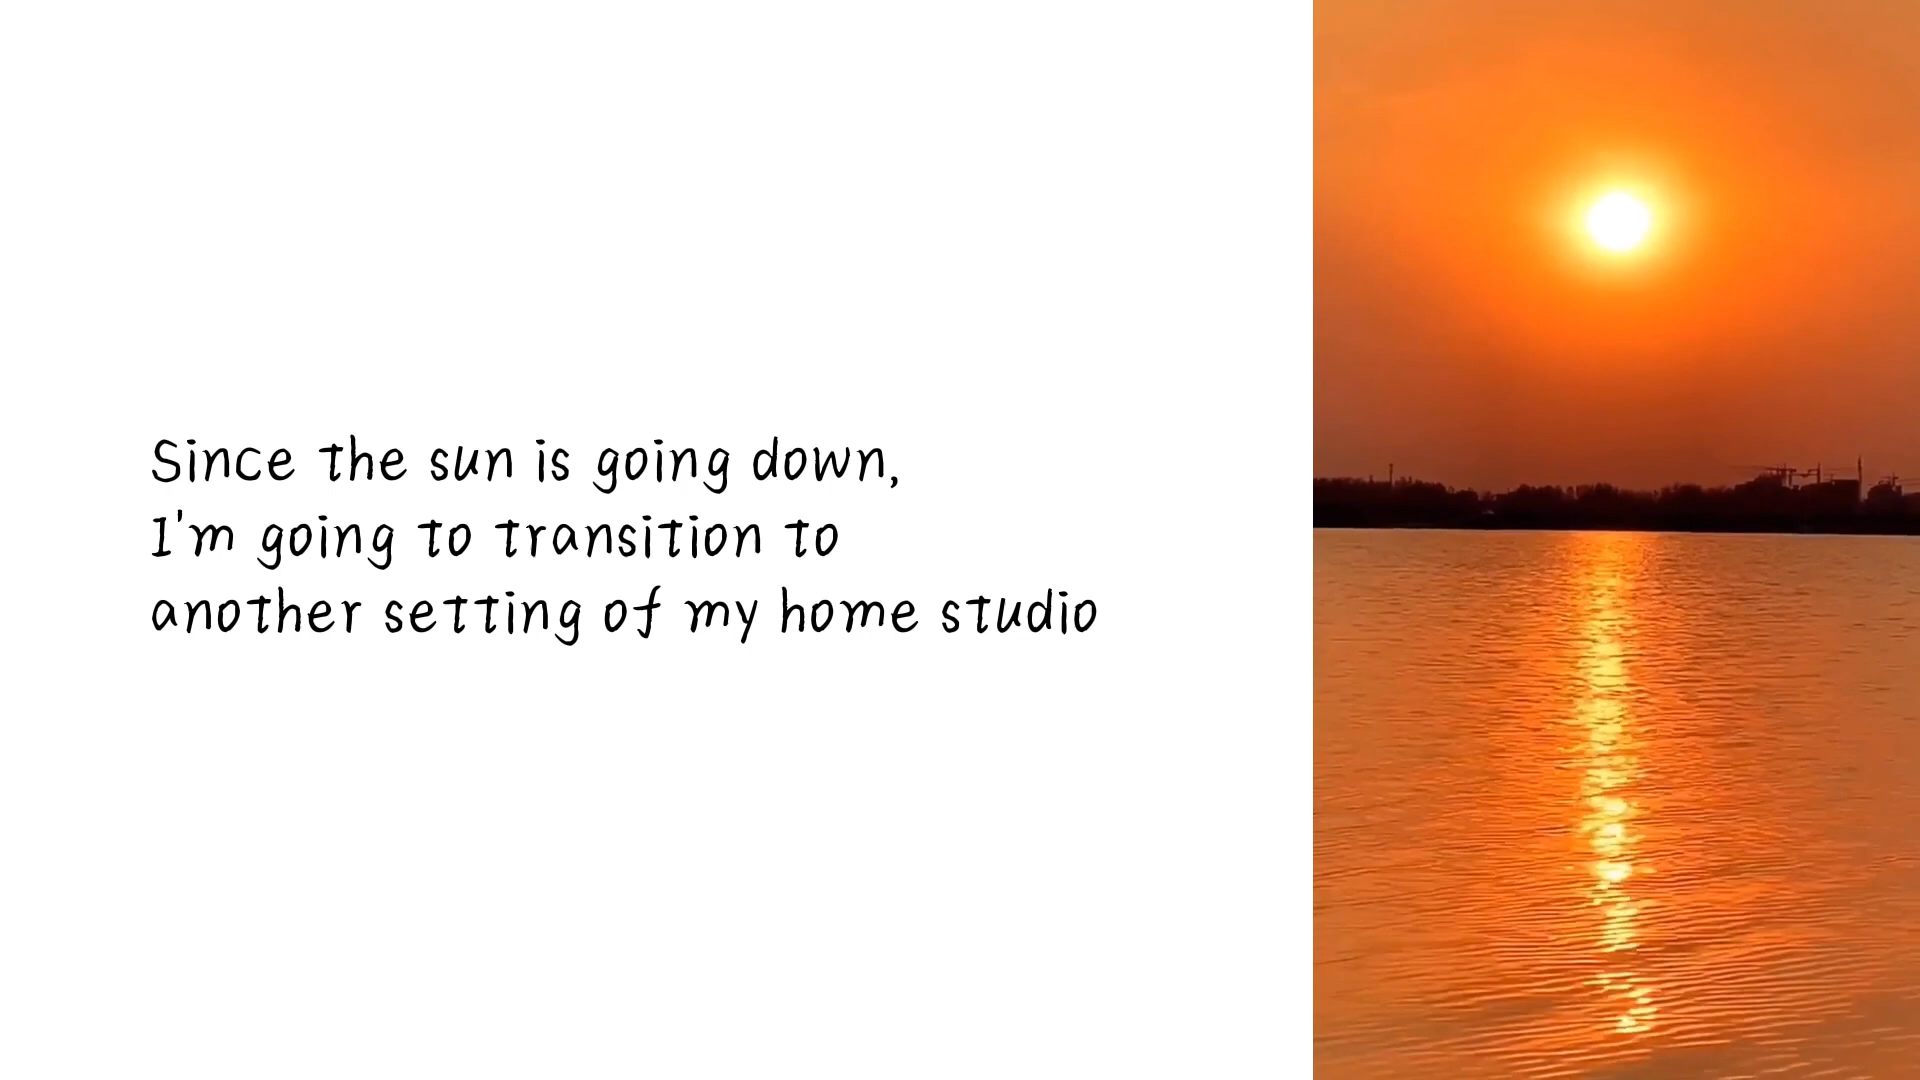 Since the sun is going down,
I'm going to transition to
another setting of my home studio